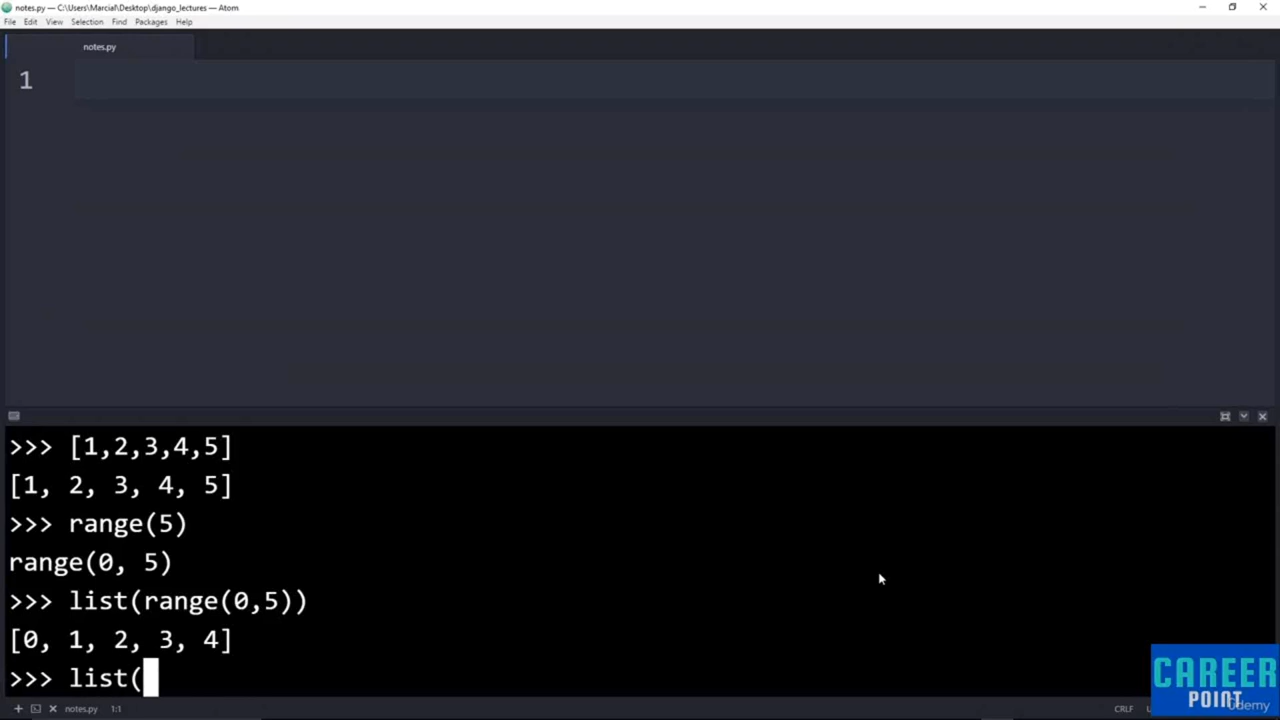 notes.py — C:\Users\Marcial\Desktop\django_lectures — Atom
File Edit View Selection Find Packages Help
notes.py
1
>>> [1,2,3,4,5]
[1, 2, 3, 4, 5]
>>> range(5)
range(0, 5)
>>> list(range(0,5))
[0, 1, 2, 3, 4]
>>> list(
CAREER
POINT
Udemy
notes.py 1:1
CRLF